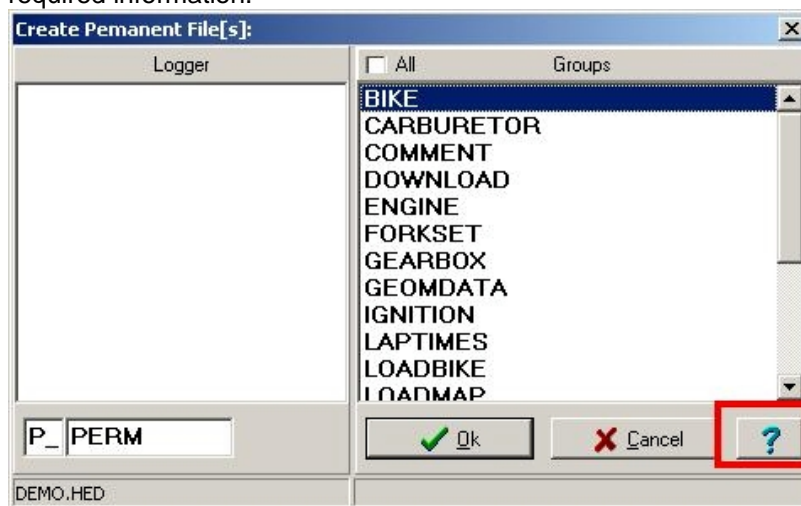 required information.
Create Pemanent File[s]:
Logger
All Groups
BIKE
CARBURETOR
COMMENT
DOWNLOAD
ENGINE
FORKSET
GEARBOX
GEOMDATA
IGNITION
LAPTIMES
LOADBIKE
LOADMAP
P_ PERM
Ok Cancel ?
DEMO.HED